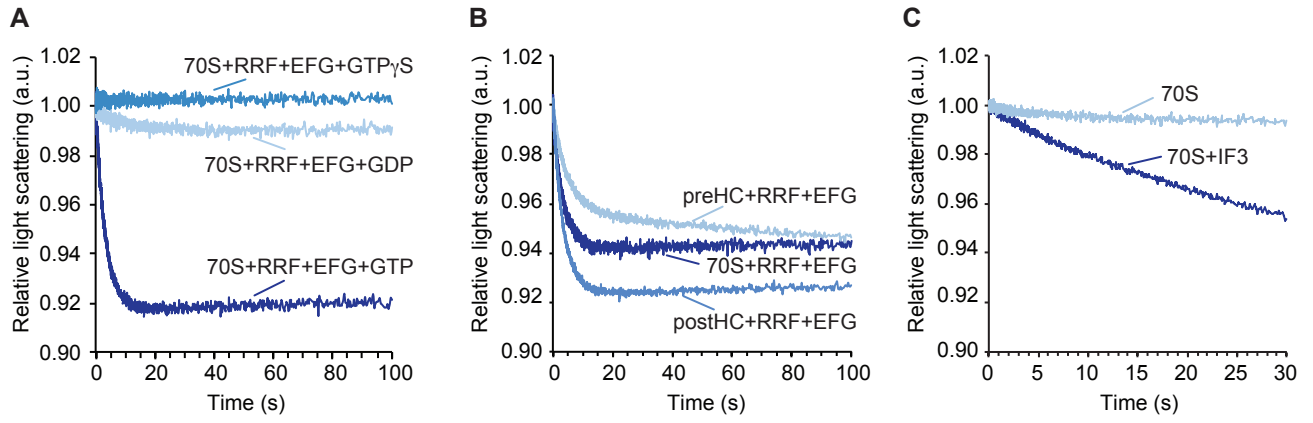 A
Relative light scattering (a.u.)
1.02
1.00
0.98
0.96
0.94
0.92
0.90
70S+RRF+EFG+GTPγS
70S+RRF+EFG+GDP
70S+RRF+EFG+GTP
0 20 40 60 80 100
Time (s)
B
Relative light scattering (a.u.)
1.02
1.00
0.98
0.96
0.94
0.92
0.90
preHC+RRF+EFG
70S+RRF+EFG
postHC+RRF+EFG
0 20 40 60 80 100
Time (s)
C
Relative light scattering (a.u.)
1.02
1.00
0.98
0.96
0.94
0.92
0.90
70S
70S+IF3
0 5 10 15 20 25 30
Time (s)